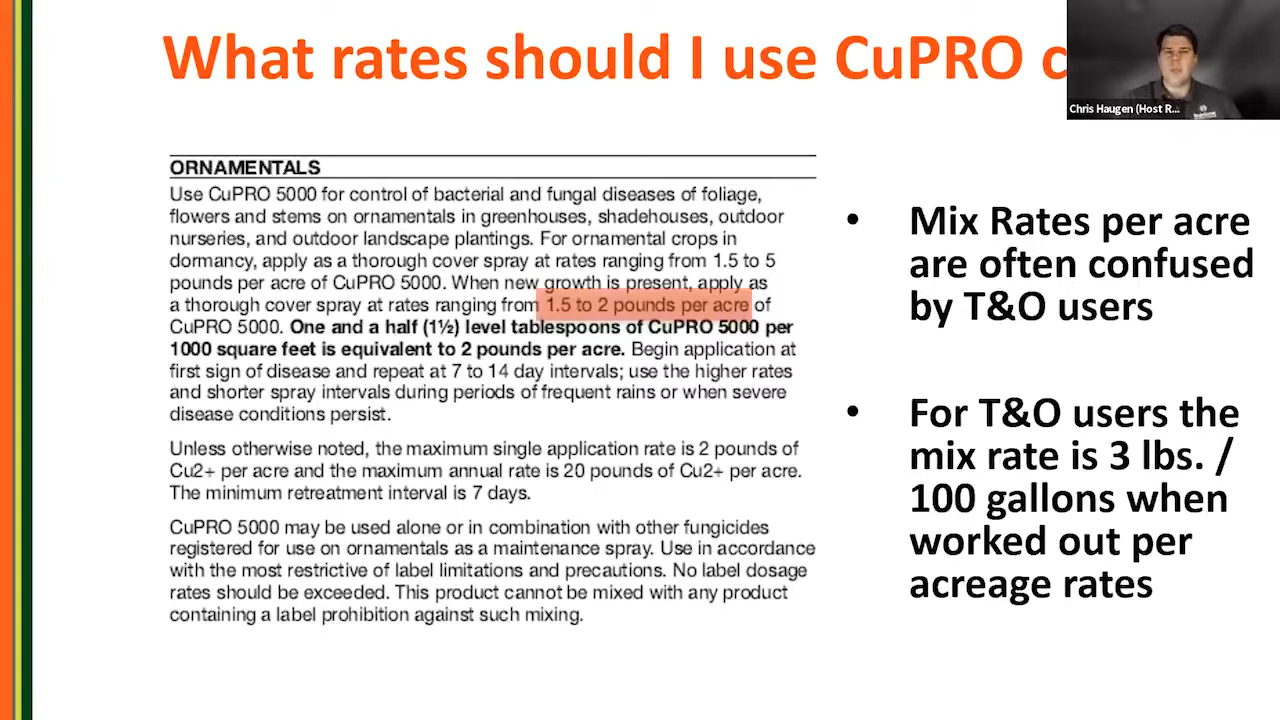 What rates should I use CuPRO c
Chris Haugen (Host R...
ORNAMENTALS
Use CuPRO 5000 for control of bacterial and fungal diseases of foliage,
flowers and stems on ornamentals in greenhouses, shadehouses, outdoor
nurseries, and outdoor landscape plantings. For ornamental crops in
dormancy, apply as a thorough cover spray at rates ranging from 1.5 to 5
pounds per acre of CuPRO 5000. When new growth is present, apply as
a thorough cover spray at rates ranging from 1.5 to 2 pounds per acre of
CuPRO 5000. One and a half (1½) level tablespoons of CuPRO 5000 per
1000 square feet is equivalent to 2 pounds per acre. Begin application at
first sign of disease and repeat at 7 to 14 day intervals; use the higher rates
and shorter spray intervals during periods of frequent rains or when severe
disease conditions persist.
Unless otherwise noted, the maximum single application rate is 2 pounds of
Cu2+ per acre and the maximum annual rate is 20 pounds of Cu2+ per acre.
The minimum retreatment interval is 7 days.
CuPRO 5000 may be used alone or in combination with other fungicides
registered for use on ornamentals as a maintenance spray. Use in accordance
with the most restrictive of label limitations and precautions. No label dosage
rates should be exceeded. This product cannot be mixed with any product
containing a label prohibition against such mixing.
• Mix Rates per acre
are often confused
by T&O users
• For T&O users the
mix rate is 3 lbs. /
100 gallons when
worked out per
acreage rates